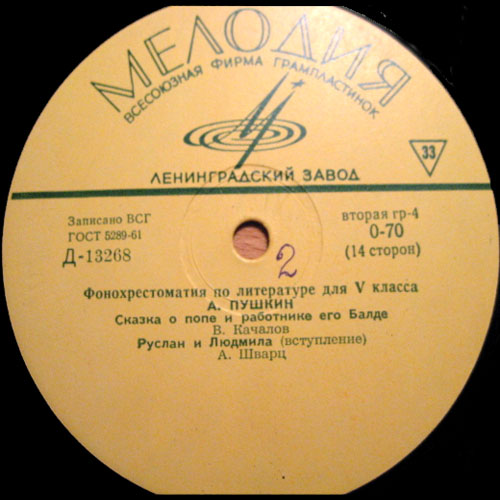 МЕЛОДИЯ
ВСЕСОЮЗНАЯ ФИРМА ГРАМПЛАСТИНОК
33
ЛЕНИНГРАДСКИЙ ЗАВОД
Записано ВСГ
ГОСТ 5289-61
Д-13268
вторая гр-4
0-70
(14 сторон)
2
Фонохрестоматия по литературе для V класса
А. ПУШКИН
Сказка о попе и работнике его Балде
В. Качалов
Руслан и Людмила (вступление)
А. Шварц